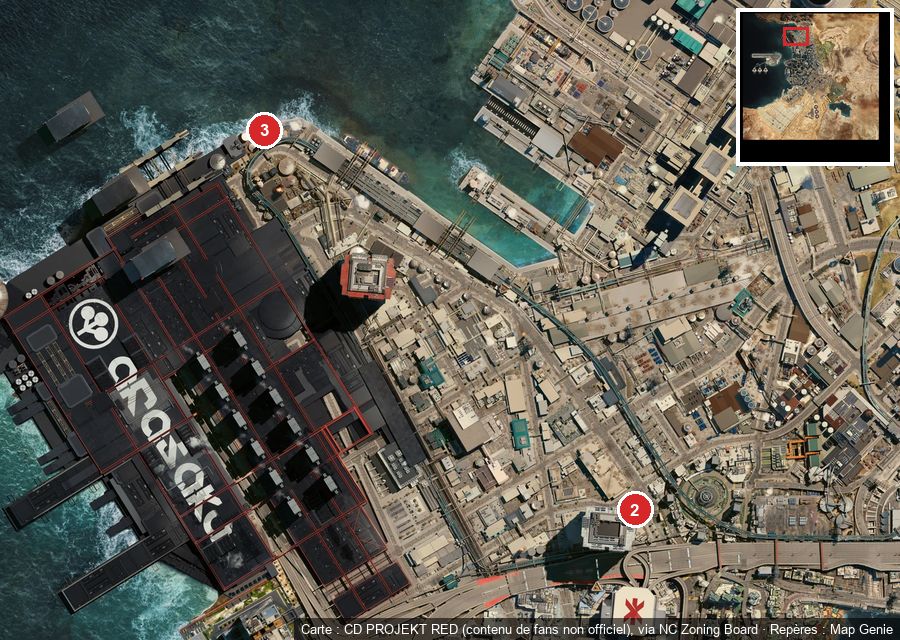 3
arasaka
2
Carte : CD PROJEKT RED (contenu de fans non officiel), via NC Zoning Board · Repères : Map Genie